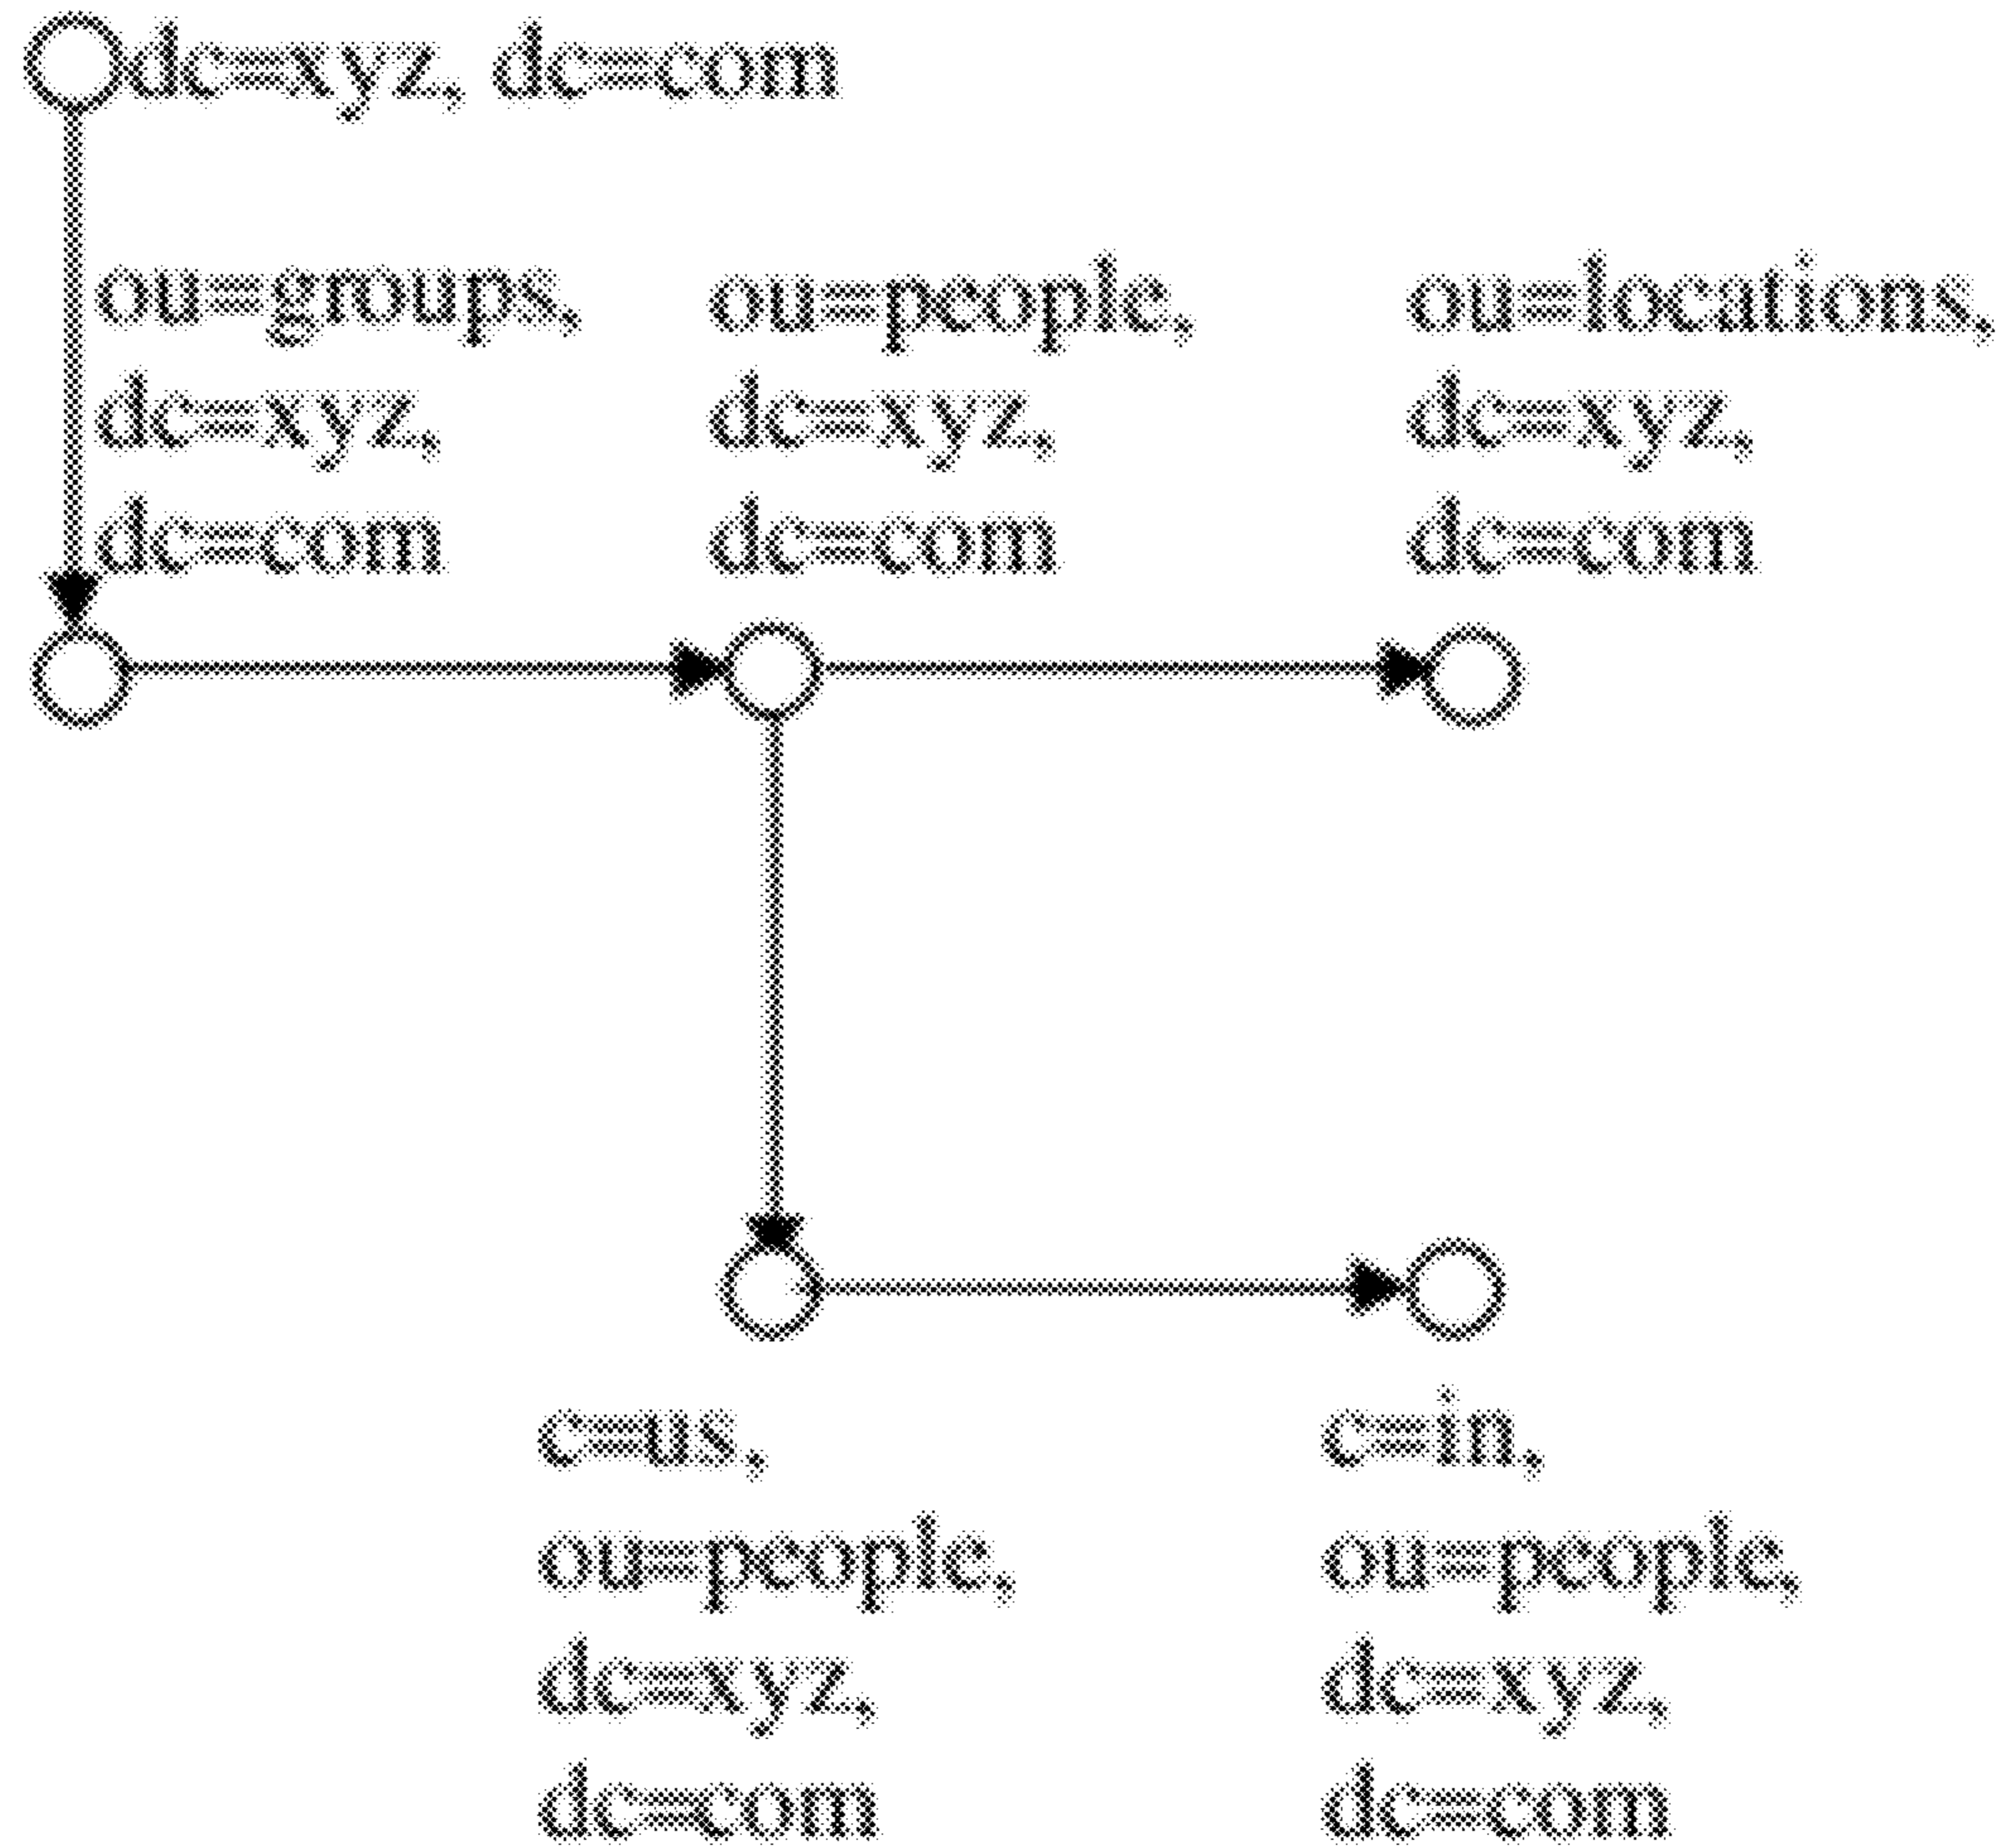 dc=xyz, dc=com
ou=groups,
dc=xyz,
dc=com
ou=people,
dc=xyz,
dc=com
ou=locations,
dc=xyz,
dc=com
c=us,
ou=people,
dc=xyz,
dc=com
c=in,
ou=people,
dc=xyz,
dc=com